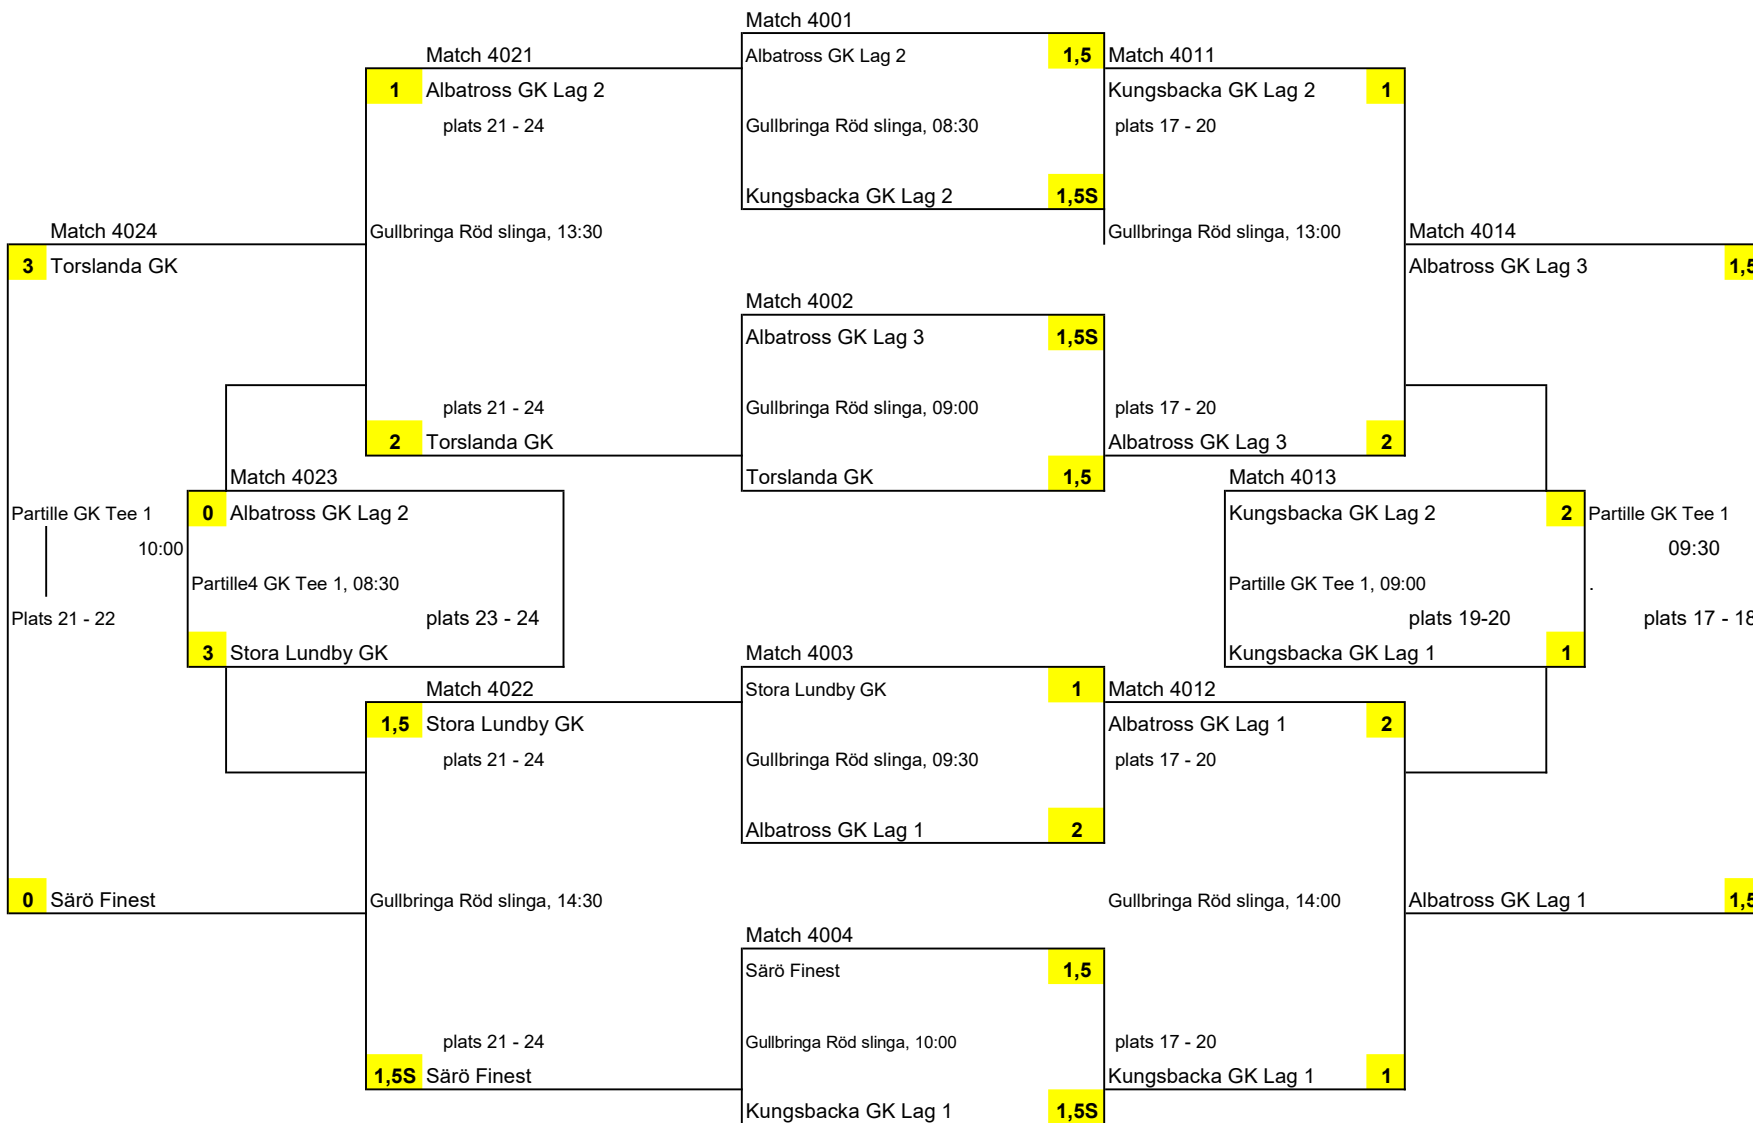 Match 4001
Match 4021
Albatross GK Lag 2 1,5
Match 4011
1 Albatross GK Lag 2
Kungsbacka GK Lag 2 1
plats 21 - 24
Gullbringa Röd slinga, 08:30
plats 17 - 20
Kungsbacka GK Lag 2 1,5S
Match 4024
Gullbringa Röd slinga, 13:30
Gullbringa Röd slinga, 13:00
Match 4014
3 Torslanda GK
Albatross GK Lag 3 1,5
Match 4002
Albatross GK Lag 3 1,5S
plats 21 - 24
Gullbringa Röd slinga, 09:00
plats 17 - 20
2 Torslanda GK
Albatross GK Lag 3 2
Match 4023
Torslanda GK 1,5
Match 4013
Partille GK Tee 1
0 Albatross GK Lag 2
Kungsbacka GK Lag 2 2
Partille GK Tee 1
10:00
09:30
Partille4 GK Tee 1, 08:30
Partille GK Tee 1, 09:00
.
Plats 21 - 22
plats 23 - 24
plats 19-20
plats 17 - 18
3 Stora Lundby GK
Match 4003
Kungsbacka GK Lag 1 1
Match 4022
Stora Lundby GK 1
Match 4012
1,5 Stora Lundby GK
Albatross GK Lag 1 2
plats 21 - 24
Gullbringa Röd slinga, 09:30
plats 17 - 20
Albatross GK Lag 1 2
0 Särö Finest
Gullbringa Röd slinga, 14:30
Gullbringa Röd slinga, 14:00
Albatross GK Lag 1 1,5
Match 4004
Särö Finest 1,5
plats 21 - 24
Gullbringa Röd slinga, 10:00
plats 17 - 20
1,5S Särö Finest
Kungsbacka GK Lag 1 1
Kungsbacka GK Lag 1 1,5S